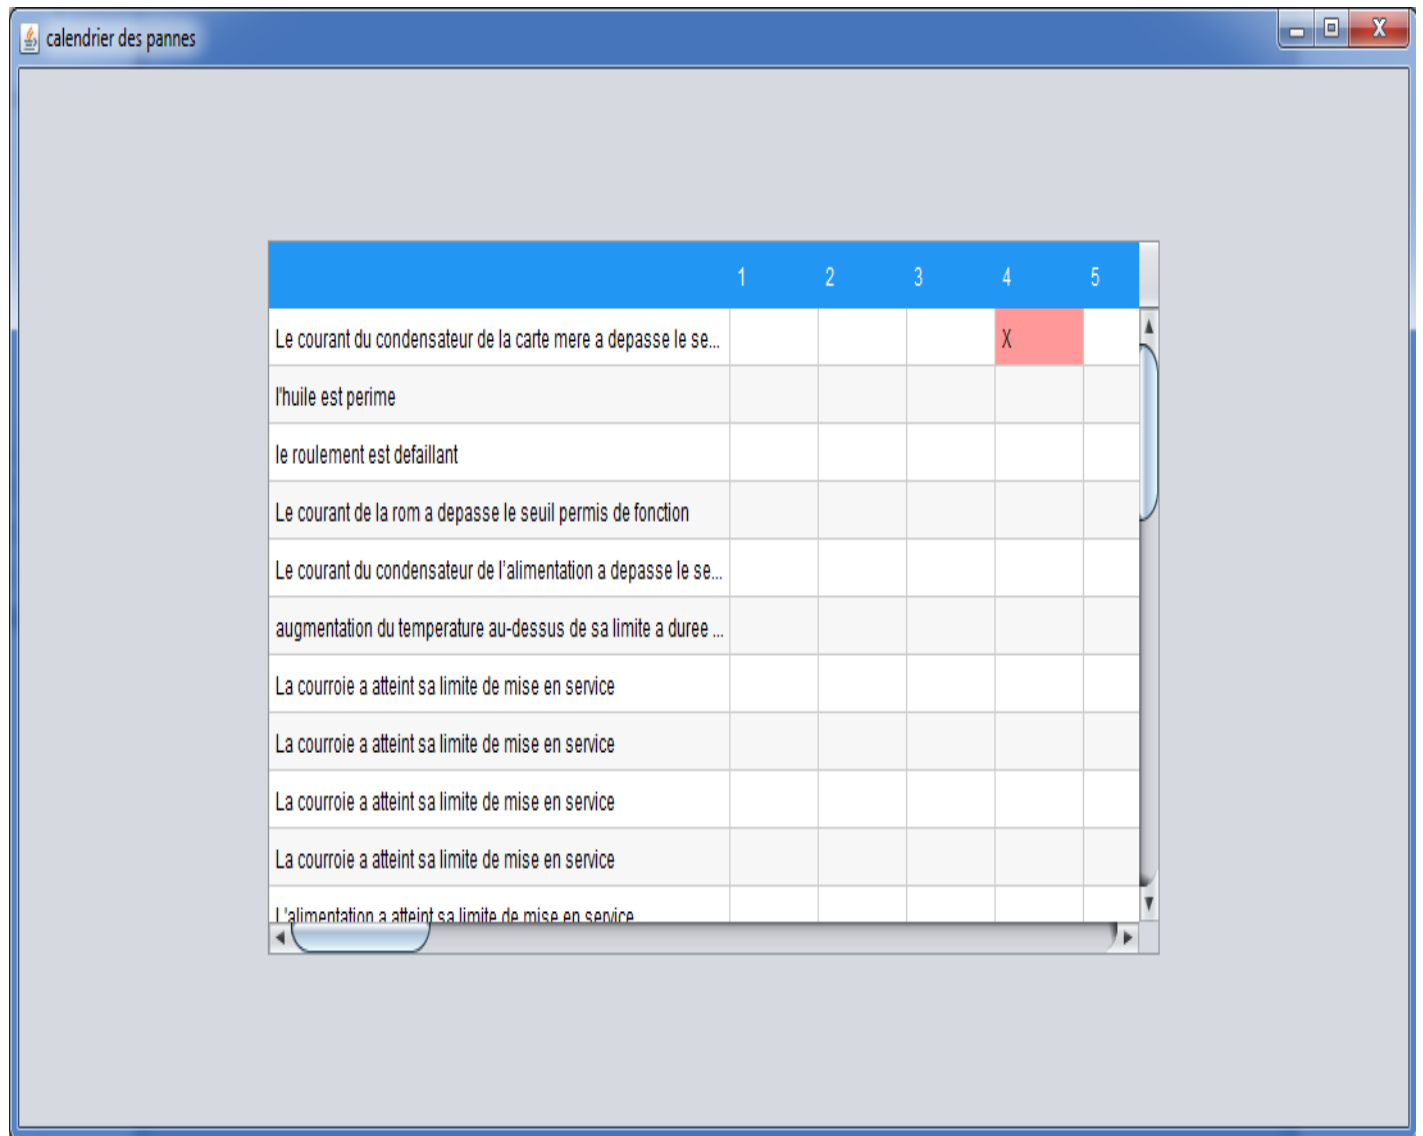 calendrier des pannes
1 2 3 4 5
Le courant du condensateur de la carte mere a depasse le se... X
l'huile est perime
le roulement est defaillant
Le courant de la rom a depasse le seuil permis de fonction
Le courant du condensateur de l'alimentation a depasse le se...
augmentation du temperature au-dessus de sa limite a duree ...
La courroie a atteint sa limite de mise en service
La courroie a atteint sa limite de mise en service
La courroie a atteint sa limite de mise en service
La courroie a atteint sa limite de mise en service
L'alimentation a atteint sa limite de mise en service